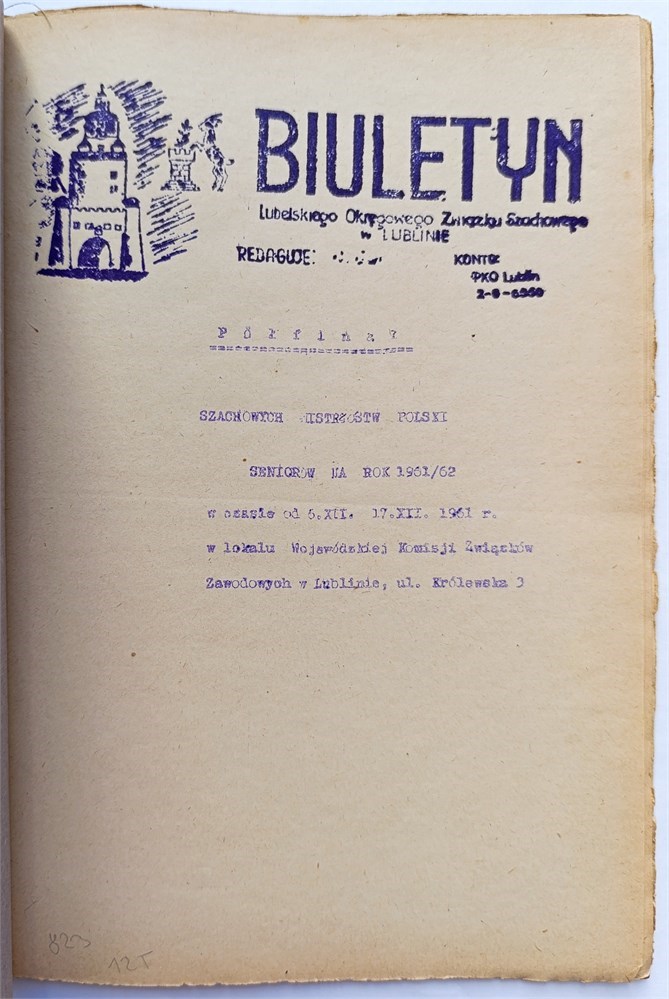 BIULETYN
Lubelskiego Okręgowego Związku Szachowego
w LUBLINIE
REDAGUJE:
KONTO:
PKO Lublin
P ó ł f i n a ł
SZACHOWYCH MISTRZOSTW POLSKI
SENIORÓW NA ROK 1961/62
w czasie od 5.XII. 17.XII. 1961 r.
w lokalu Wojewódzkiej Komisji Związków
Zawodowych w Lublinie, ul. Królewska 3
823